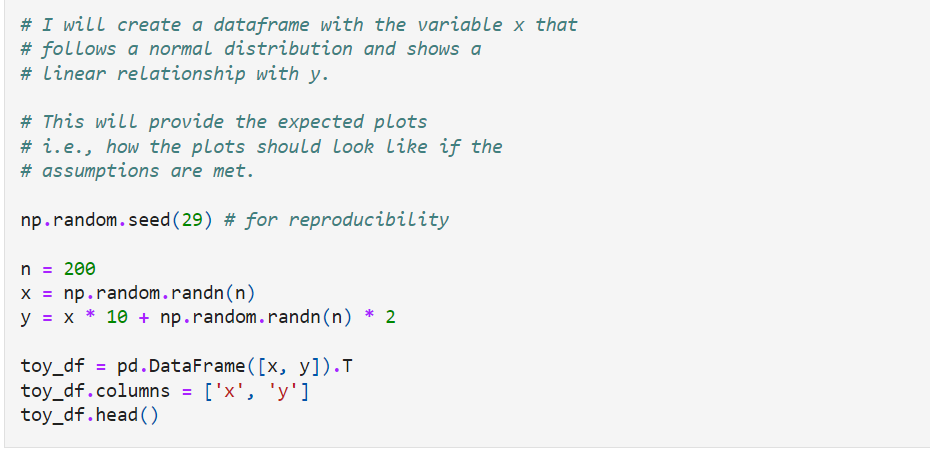 # I will create a dataframe with the variable x that
# follows a normal distribution and shows a
# linear relationship with y.
# This will provide the expected plots
# i.e., how the plots should look like if the
# assumptions are met.
np.random.seed(29) # for reproducibility
n = 200
x = np.random.randn(n)
y = x * 10 + np.random.randn(n) * 2
toy_df = pd.DataFrame([x, y]).T
toy_df.columns = ['x', 'y']
toy_df.head()